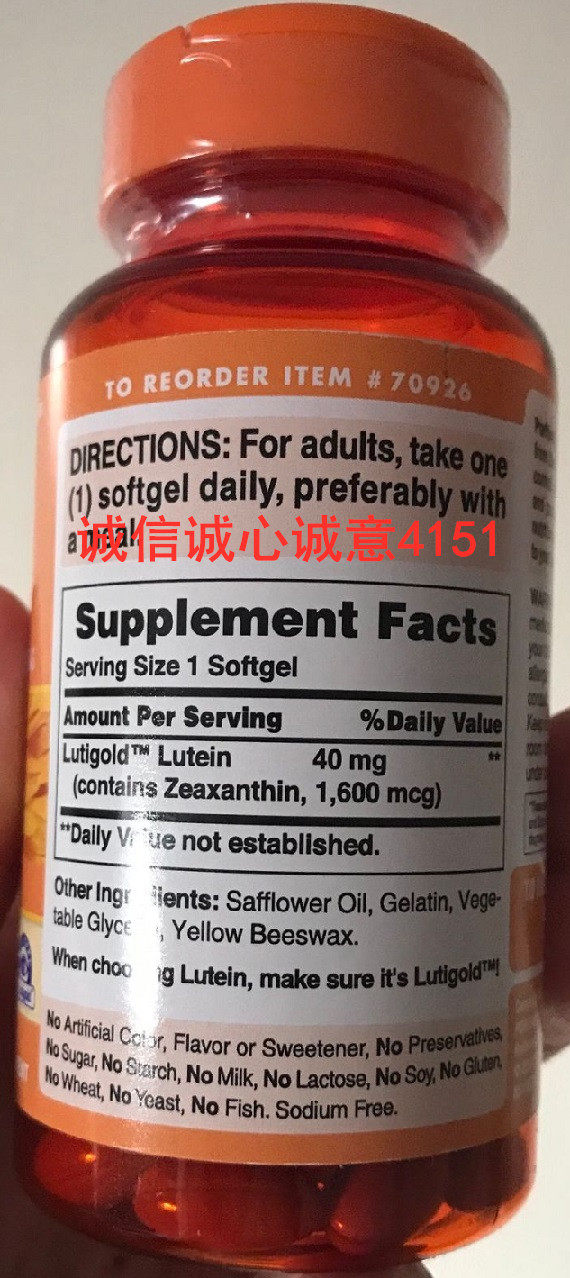 TO REORDER ITEM #70926
DIRECTIONS: For adults, take one
(1) softgel daily, preferably with
a meal.
诚信诚心诚意4151
Supplement Facts
Serving Size 1 Softgel
Amount Per Serving %Daily Value
Lutigold™ Lutein 40 mg **
(contains Zeaxanthin, 1,600 mcg)
**Daily Value not established.
Other Ingredients: Safflower Oil, Gelatin, Vege-
table Glycerin, Yellow Beeswax.
When choosing Lutein, make sure it's Lutigold™!
No Artificial Color, Flavor or Sweetener, No Preservatives,
No Sugar, No Starch, No Milk, No Lactose, No Soy, No Gluten,
No Wheat, No Yeast, No Fish. Sodium Free.